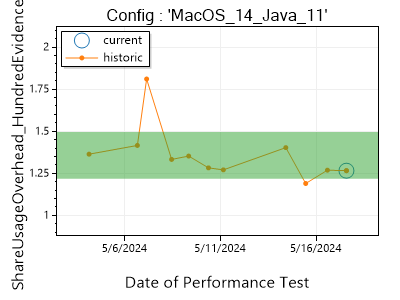 Config : 'MacOS_14_Java_11'
current
historic
2
1.75
1.5
1.25
1
ShareUsageOverhead_HundredEvidence
5/6/2024
5/11/2024
5/16/2024
Date of Performance Test